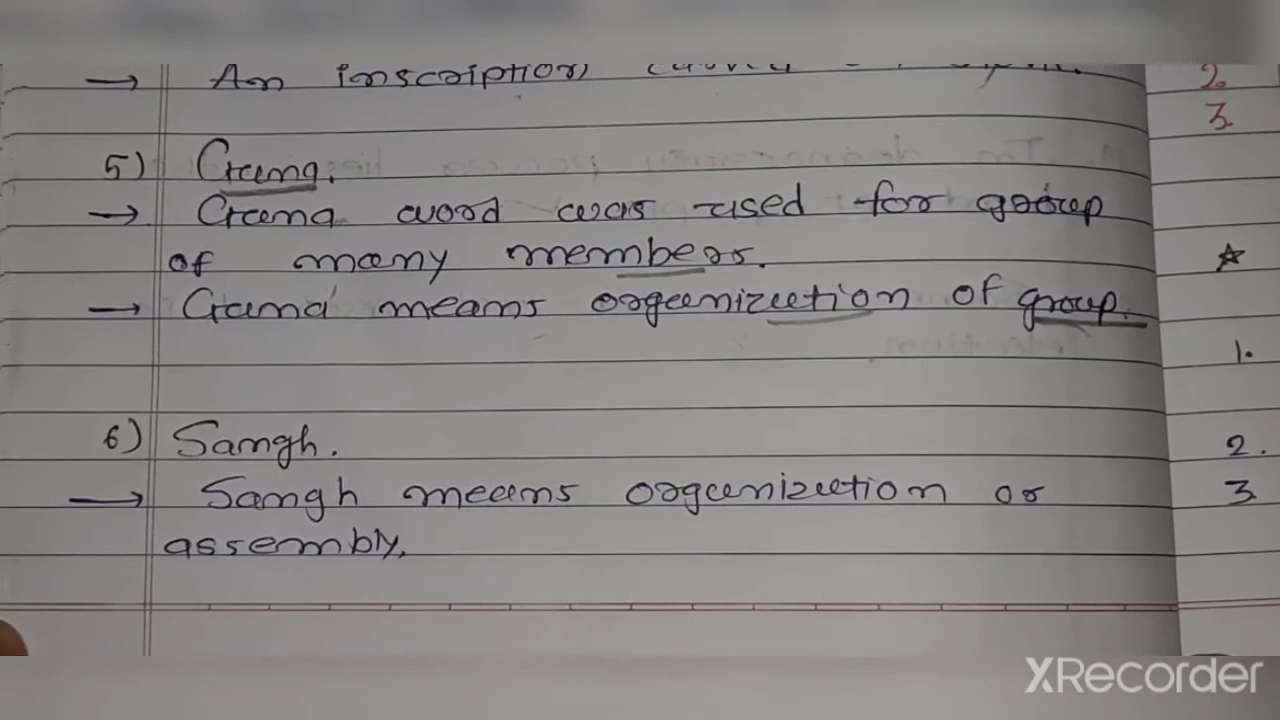 → An inscription
2.
3.
5) Gana.
→ Gana word was used for group
of many members.
→ Gana means organization of group.
1.
6) Samgh.
2.
→ Sangh means organization or
3
assembly.
XRecorder